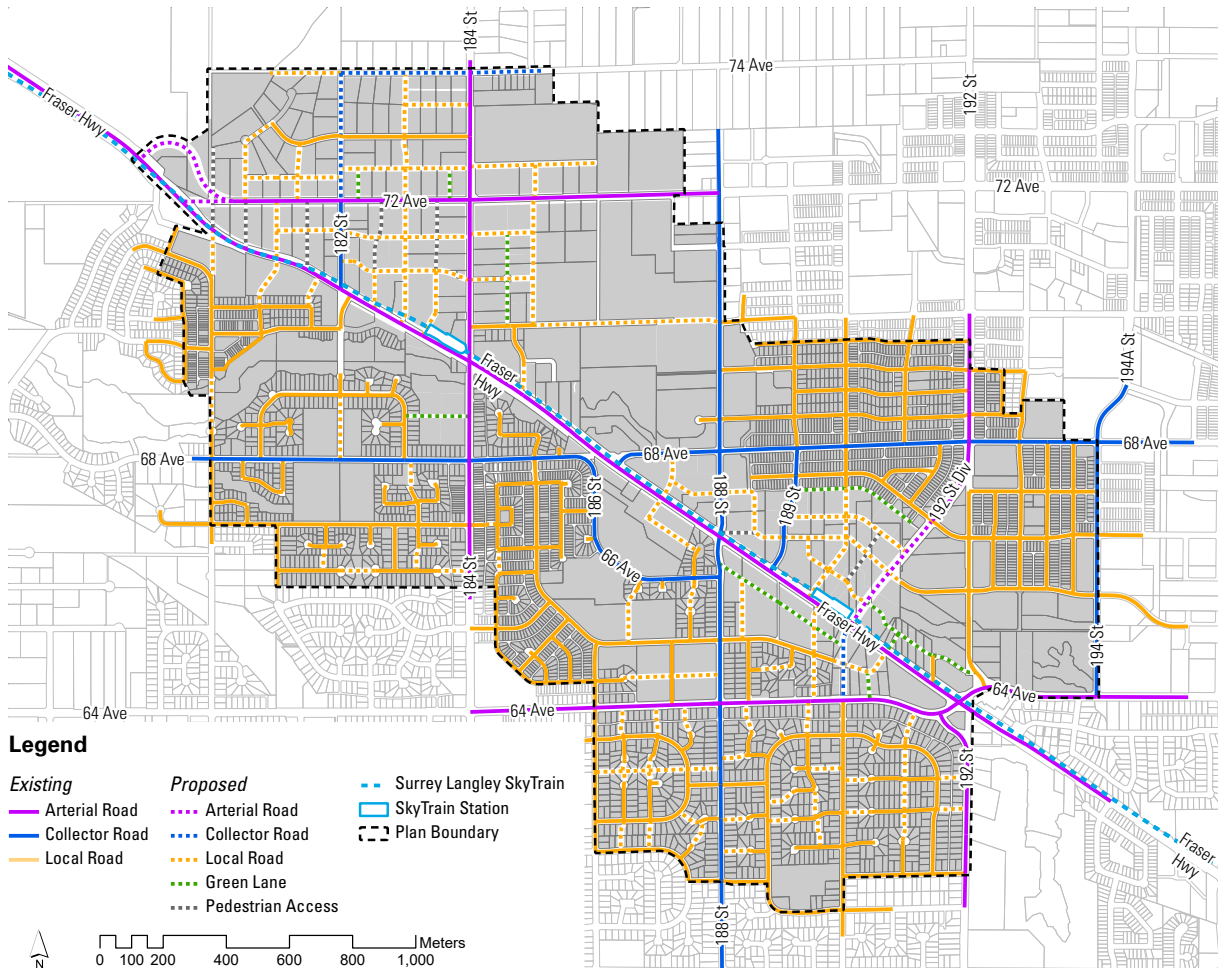 184 St
74 Ave
192 St
Fraser Hwy
72 Ave
72 Ave
182 St
Fraser
Hwy
194A St
68 Ave
68 Ave
68 Ave
186 St
188 St
189 St
192 St Div
66 Ave
184 St
Fraser Hwy
194 St
64 Ave
64 Ave
64 Ave
192 St
Fraser
Hwy
188 St
Legend
Existing
Arterial Road
Collector Road
Local Road
Proposed
Arterial Road
Collector Road
Local Road
Green Lane
Pedestrian Access
Surrey Langley SkyTrain
SkyTrain Station
Plan Boundary
N
Meters
0 100 200 400 600 800 1,000